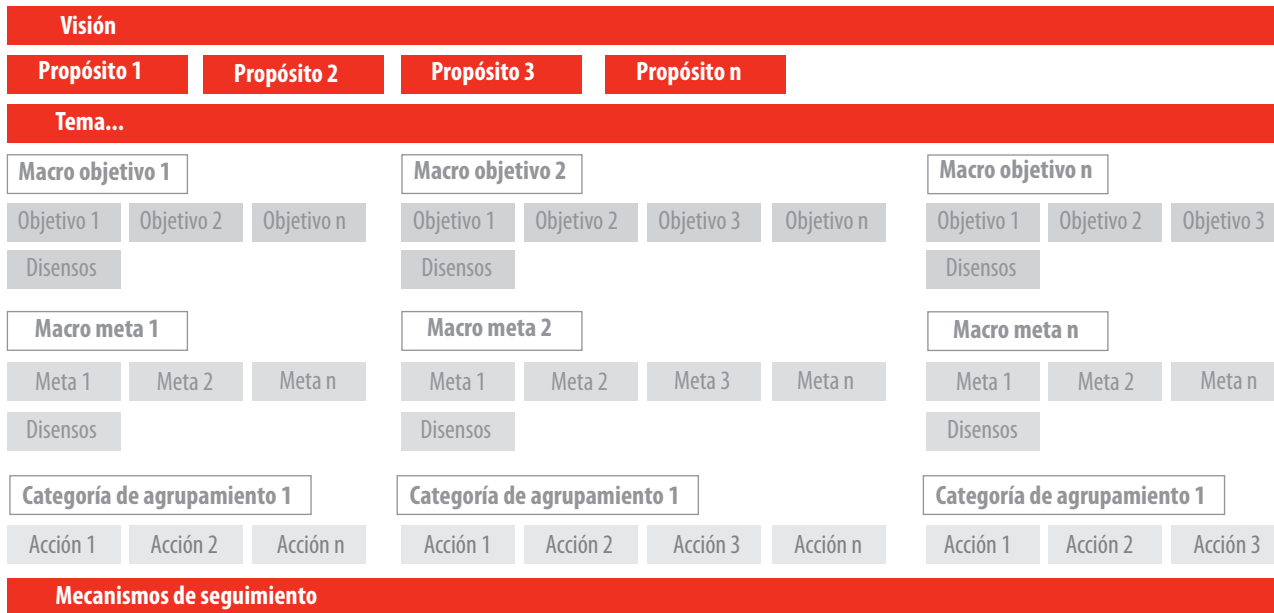 Visión
Propósito 1 Propósito 2 Propósito 3 Propósito n
Tema...
Macro objetivo 1 Macro objetivo 2 Macro objetivo n
Objetivo 1 Objetivo 2 Objetivo n Objetivo 1 Objetivo 2 Objetivo 3 Objetivo n Objetivo 1 Objetivo 2 Objetivo 3
Disensos Disensos Disensos
Macro meta 1 Macro meta 2 Macro meta n
Meta 1 Meta 2 Meta n Meta 1 Meta 2 Meta 3 Meta n Meta 1 Meta 2 Meta n
Disensos Disensos Disensos
Categoría de agrupamiento 1 Categoría de agrupamiento 1 Categoría de agrupamiento 1
Acción 1 Acción 2 Acción n Acción 1 Acción 2 Acción 3 Acción n Acción 1 Acción 2 Acción 3
Mecanismos de seguimiento